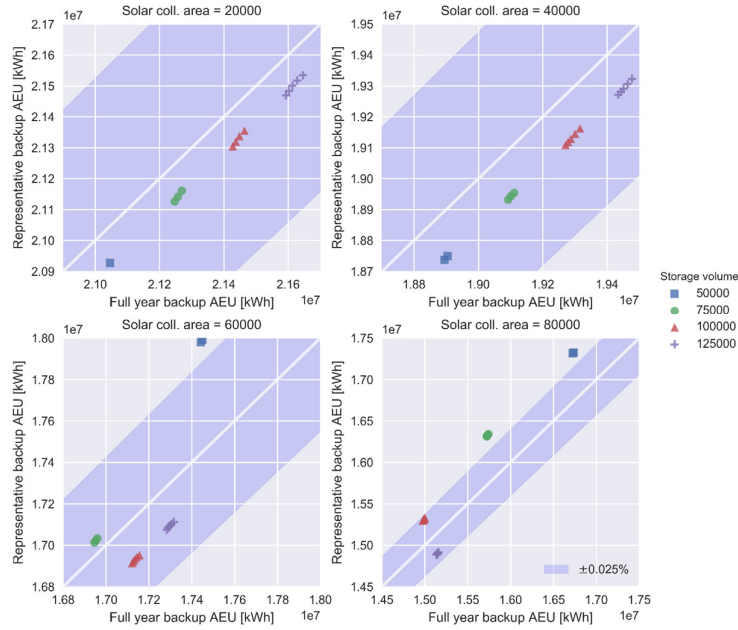 Solar coll. area = 20000
1e7
Representative backup AEU [kWh]
2.17
2.16
2.15
2.14
2.13
2.12
2.11
2.10
2.09
2.10 2.12 2.14 2.16
Full year backup AEU [kWh]
1e7
Solar coll. area = 40000
1e7
Representative backup AEU [kWh]
1.95
1.94
1.93
1.92
1.91
1.90
1.89
1.88
1.87
1.88 1.90 1.92 1.94
Full year backup AEU [kWh]
1e7
Storage volume
50000
75000
100000
125000
Solar coll. area = 60000
1e7
Representative backup AEU [kWh]
1.80
1.78
1.76
1.74
1.72
1.70
1.68
1.68 1.70 1.72 1.74 1.76 1.78 1.80
Full year backup AEU [kWh]
1e7
Solar coll. area = 80000
1e7
Representative backup AEU [kWh]
1.75
1.70
1.65
1.60
1.55
1.50
1.45
1.45 1.50 1.55 1.60 1.65 1.70 1.75
Full year backup AEU [kWh]
1e7
±0.025%